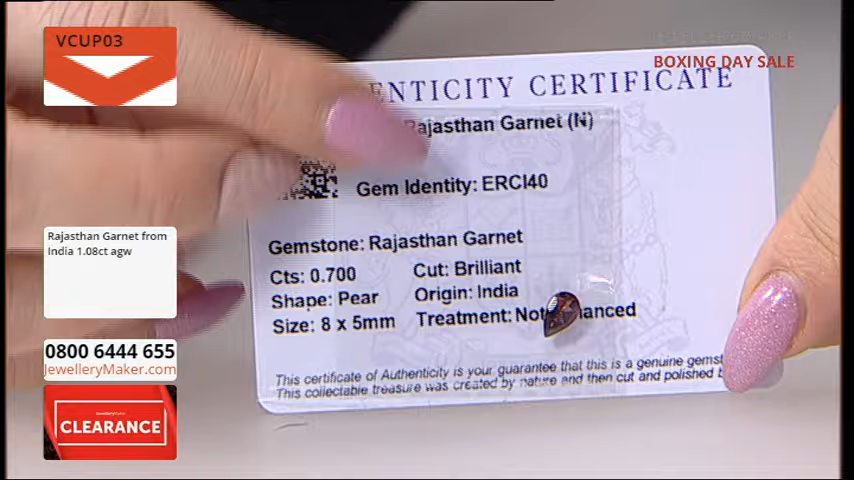 VCUP03
BOXING DAY SALE
ENTICITY CERTIFICATE
Rajasthan Garnet (N)
Gem Identity: ERCI40
Gemstone: Rajasthan Garnet
Cts: 0.700 Cut: Brilliant
Shape: Pear Origin: India
Size: 8 x 5mm Treatment: Not anced
This certificate of Authenticity is your guarantee that this is a genuine gemst
This collectable treasure was created by nature and then cut and polished
Rajasthan Garnet from
India 1.08ct agw
0800 6444 655
JewelleryMaker.com
CLEARANCE